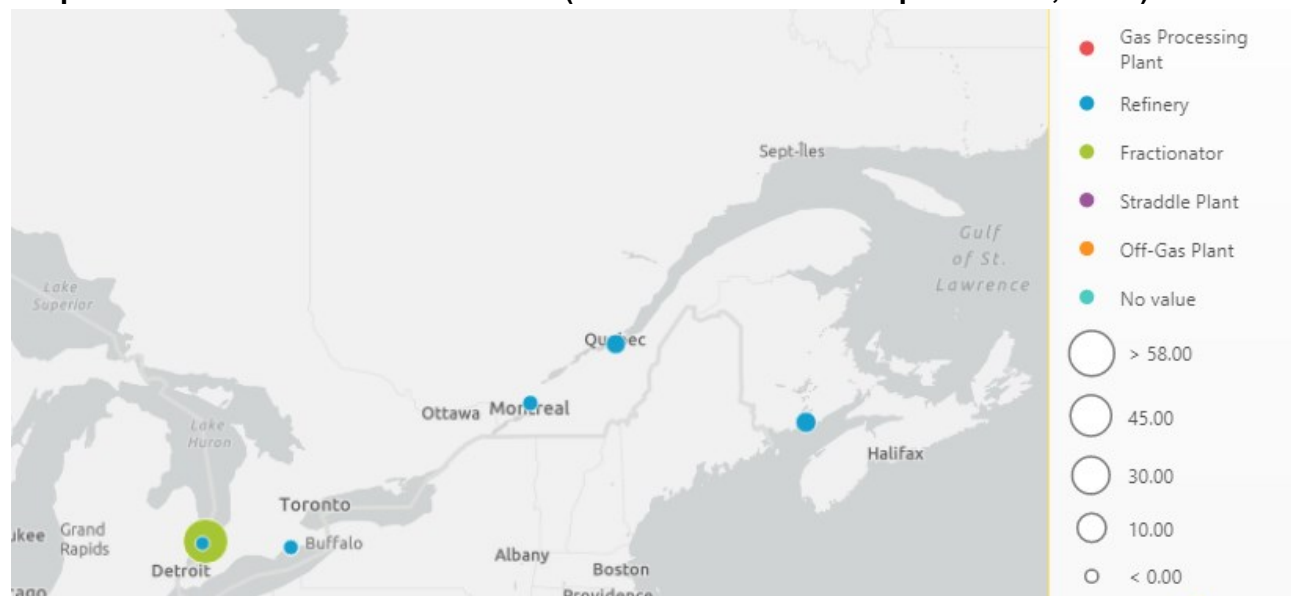 Gas Processing
Plant
Refinery
Fractionator
Straddle Plant
Off-Gas Plant
No value
> 58.00
45.00
30.00
10.00
< 0.00
Sept-Îles
Gulf
of St.
Lawrence
Lake
Superior
Quebec
Ottawa
Montreal
Lake
Huron
Halifax
Toronto
Grand
Rapids
Buffalo
Detroit
Albany
Boston
Providence